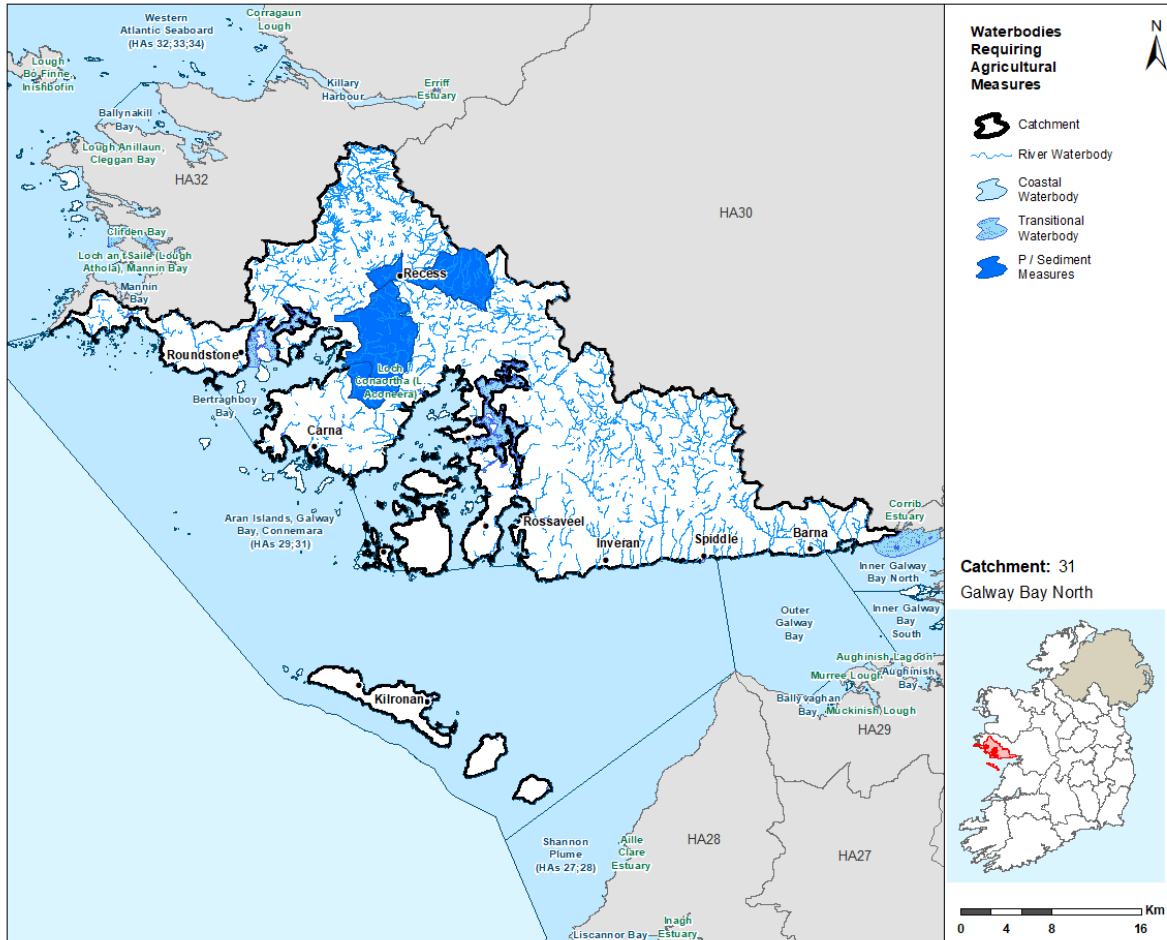 Western
Atlantic Seaboard
(HAs 32;33;34)
Corragaun
Lough
Lough
Bó Finne,
Inishbofin
Killary
Harbour
Erriff
Estuary
Ballynakill
Bay
Lough Anillaun,
Cleggan Bay
HA32
HA30
Clifden Bay
Loch an tSaile (Lough
Athola), Mannin Bay
Mannin
Bay
Recess
Roundstone
Loch
Conaortha (L.
Aconeera)
Bertraghboy
Bay
Carna
Aran Islands, Galway
Bay, Connemara
(HAs 29;31)
Rossaveel
Inveran
Spiddle
Barna
Corrib
Estuary
Inner Galway
Bay North
Inner Galway
Bay
South
Outer
Galway
Bay
Aughinish Lagoon
Aughinish
Bay
Murree Lough
Ballyvaghan
Bay
Muckinish Lough
HA29
Kilronan
Shannon
Plume
(HAs 27;28)
Aille
Clare
Estuary
HA28
HA27
Inagh
Estuary
Liscannor Bay
Waterbodies
Requiring
Agricultural
Measures
N
Catchment
River Waterbody
Coastal
Waterbody
Transitional
Waterbody
P / Sediment
Measures
Catchment: 31
Galway Bay North
Km
0 4 8 16